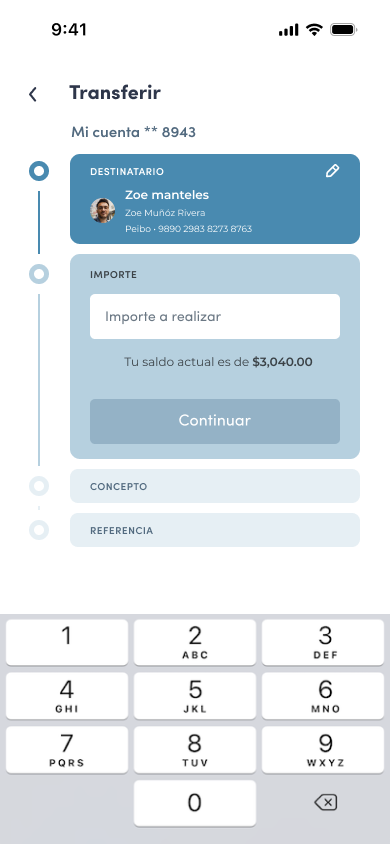 9:41
Transferir
Mi cuenta ** 8943
DESTINATARIO
Zoe manteles
Zoe Muñóz Rivera
Peibo • 9890 2983 8273 8763
IMPORTE
Importe a realizar
Tu saldo actual es de $3,040.00
Continuar
CONCEPTO
REFERENCIA
1
2
ABC
3
DEF
4
GHI
5
JKL
6
MNO
7
PQRS
8
TUV
9
WXYZ
0